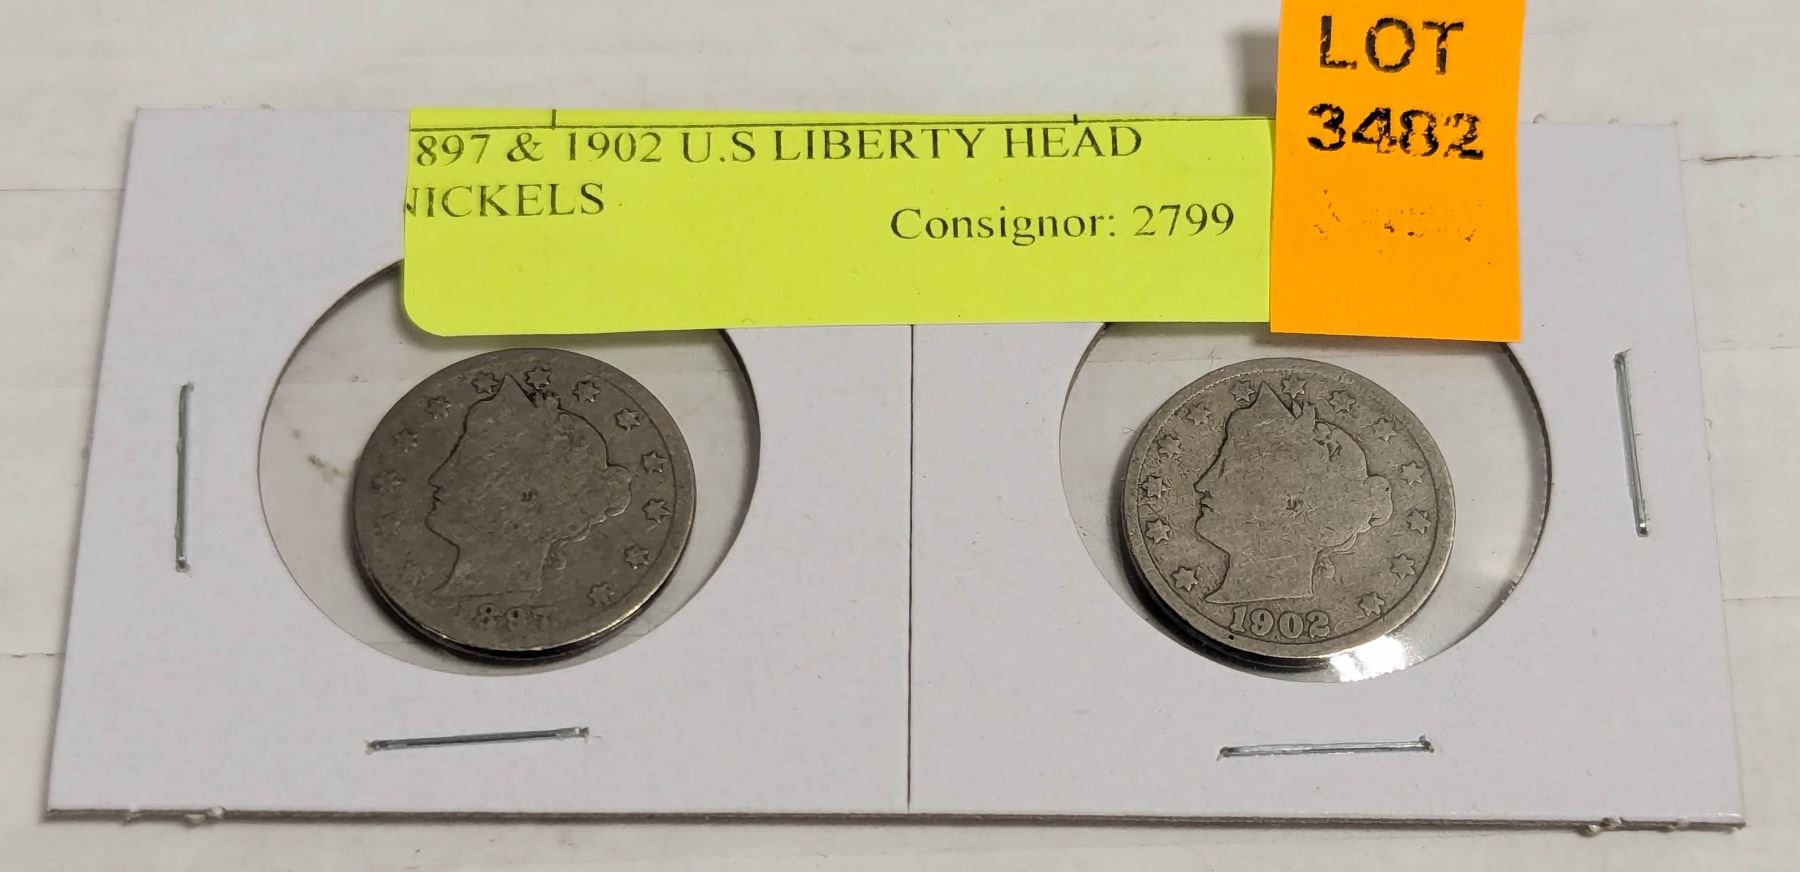 LOT
3482
897 & 1902 U.S LIBERTY HEAD
NICKELS
Consignor: 2799
897
1902